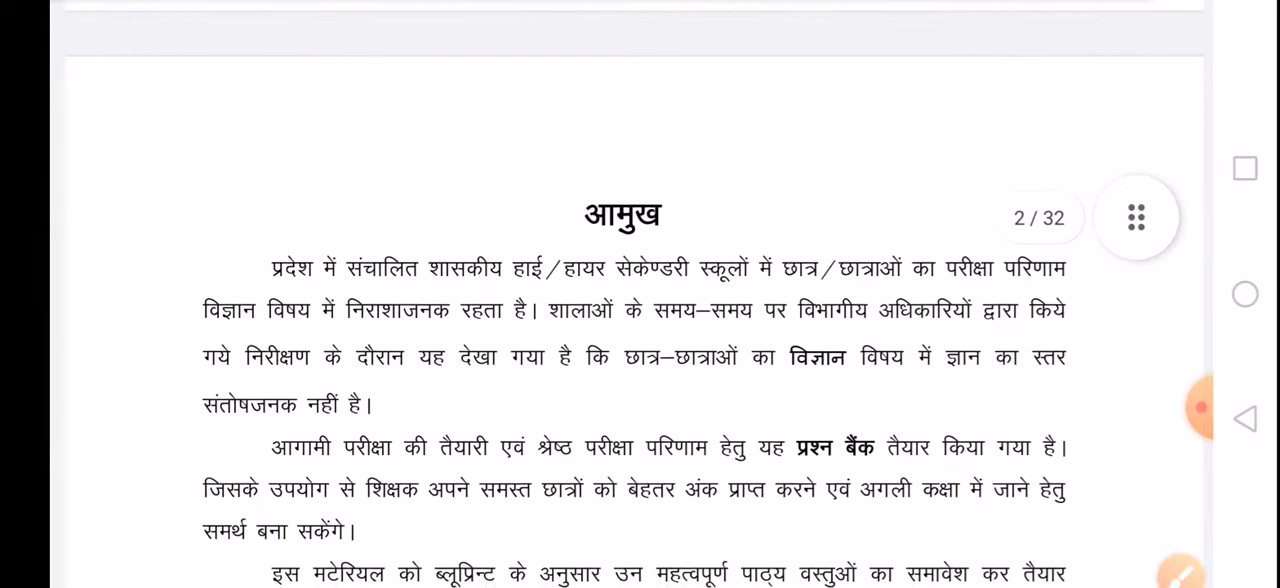 आमुख
2 / 32
प्रदेश में संचालित शासकीय हाई/हायर सेकेण्डरी स्कूलों में छात्र/छात्राओं का परीक्षा परिणाम
विज्ञान विषय में निराशाजनक रहता है। शालाओं के समय–समय पर विभागीय अधिकारियों द्वारा किये
गये निरीक्षण के दौरान यह देखा गया है कि छात्र–छात्राओं का विज्ञान विषय में ज्ञान का स्तर
संतोषजनक नहीं है।
आगामी परीक्षा की तैयारी एवं श्रेष्ठ परीक्षा परिणाम हेतु यह प्रश्न बैंक तैयार किया गया है।
जिसके उपयोग से शिक्षक अपने समस्त छात्रों को बेहतर अंक प्राप्त करने एवं अगली कक्षा में जाने हेतु
समर्थ बना सकेंगे।
इस मटेरियल को ब्लूप्रिन्ट के अनुसार उन महत्वपूर्ण पाठ्य वस्तुओं का समावेश कर तैयार